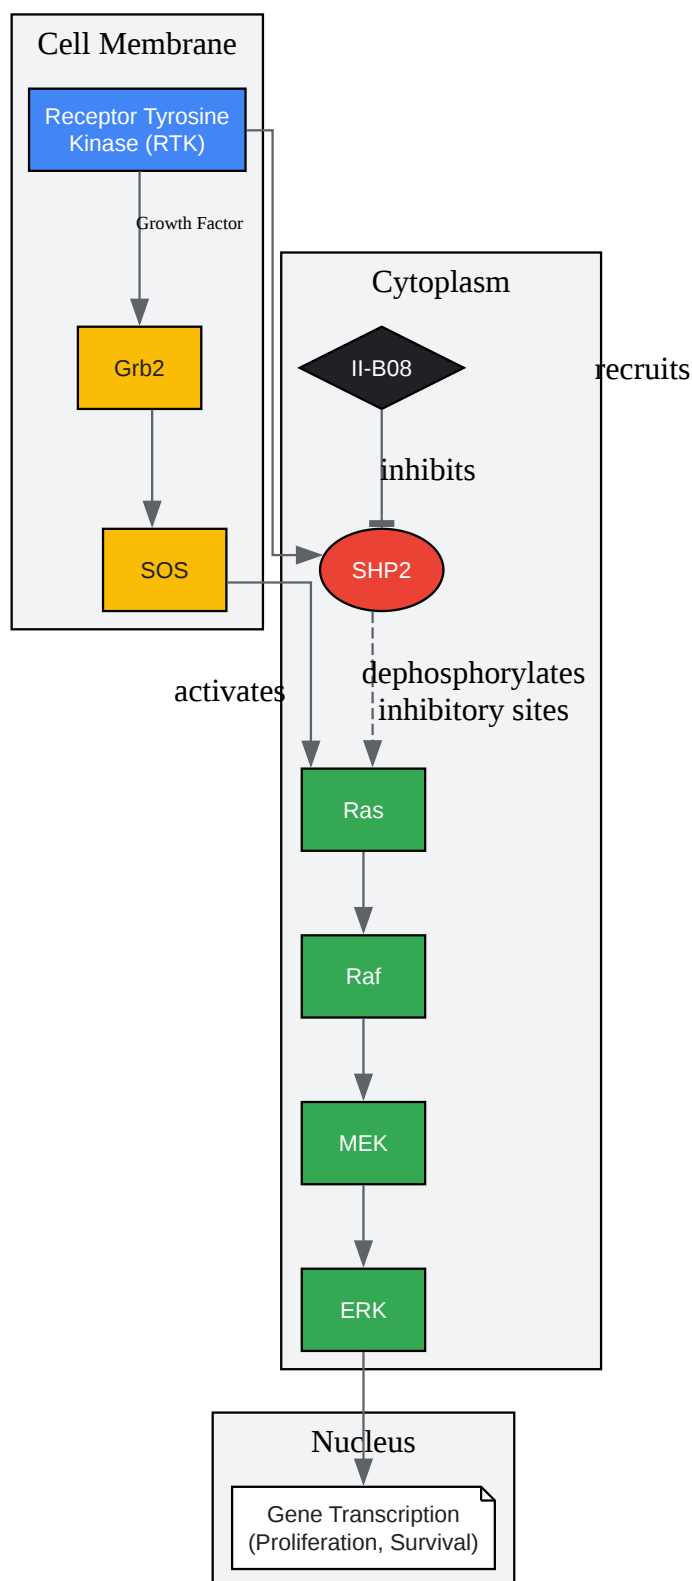 Cell Membrane
Receptor Tyrosine
Kinase (RTK)
Growth Factor
Cytoplasm
Grb2
II-B08
recruits
inhibits
SOS
SHP2
dephosphorylates
inhibitory sites
activates
Ras
Raf
MEK
ERK
Nucleus
Gene Transcription
(Proliferation, Survival)